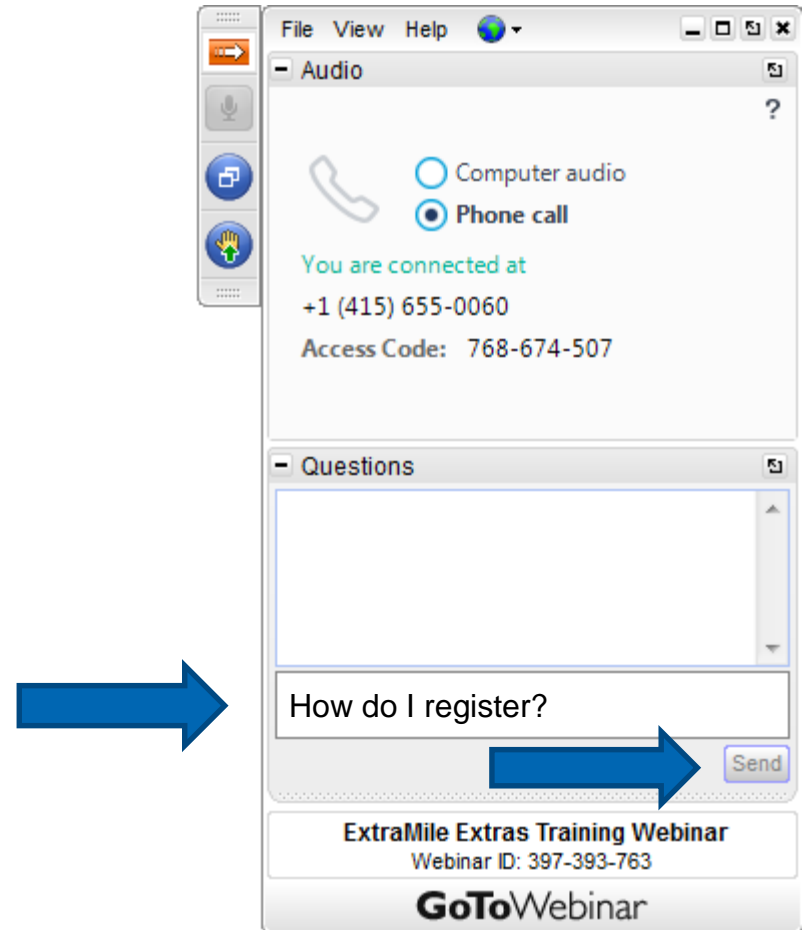 File View Help
Audio
?
Computer audio
Phone call
You are connected at
+1 (415) 655-0060
Access Code: 768-674-507
Questions
How do I register?
Send
ExtraMile Extras Training Webinar
Webinar ID: 397-393-763
GoToWebinar